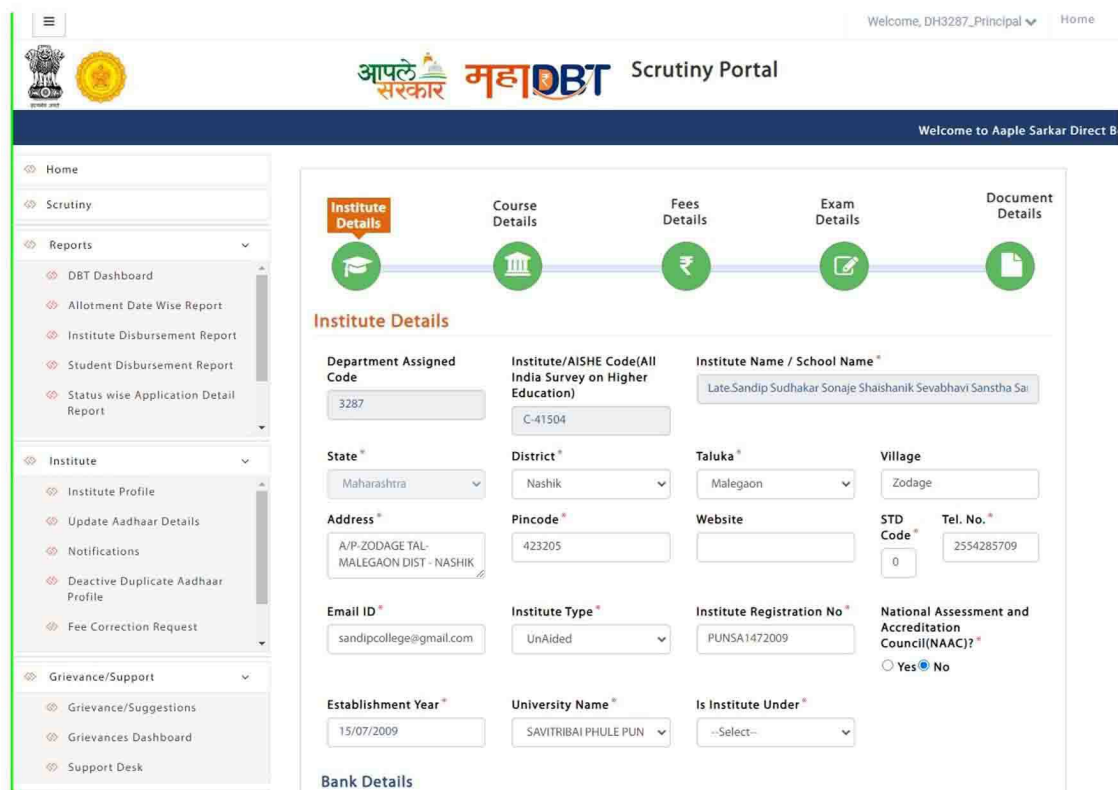 Welcome, DH3287_Principal
Home
आपले सरकार
महाDBT
Scrutiny Portal
Welcome to Aaple Sarkar Direct B
Home
Scrutiny
Reports
DBT Dashboard
Allotment Date Wise Report
Institute Disbursement Report
Student Disbursement Report
Status wise Application Detail
Report
Institute
Institute Profile
Update Aadhaar Details
Notifications
Deactive Duplicate Aadhaar
Profile
Fee Correction Request
Grievance/Support
Grievance/Suggestions
Grievances Dashboard
Support Desk
Institute
Details
Course
Details
Fees
Details
Exam
Details
Document
Details
Institute Details
Department Assigned
Code
3287
Institute/AISHE Code(All
India Survey on Higher
Education)
C-41504
Institute Name / School Name*
Late.Sandip Sudhakar Sonaje Shaishanik Sevabhavi Sanstha Sa
State*
Maharashtra
District*
Nashik
Taluka*
Malegaon
Village
Zodage
Address*
A/P-ZODAGE TAL-
MALEGAON DIST - NASHIK
Pincode*
423205
Website
STD
Code*
0
Tel. No.*
2554285709
Email ID*
sandipcollege@gmail.com
Institute Type*
UnAided
Institute Registration No*
PUNSA1472009
National Assessment and
Accreditation
Council(NAAC)?*
Yes No
Establishment Year*
15/07/2009
University Name*
SAVITRIBAI PHULE PUN
Is Institute Under*
--Select--
Bank Details